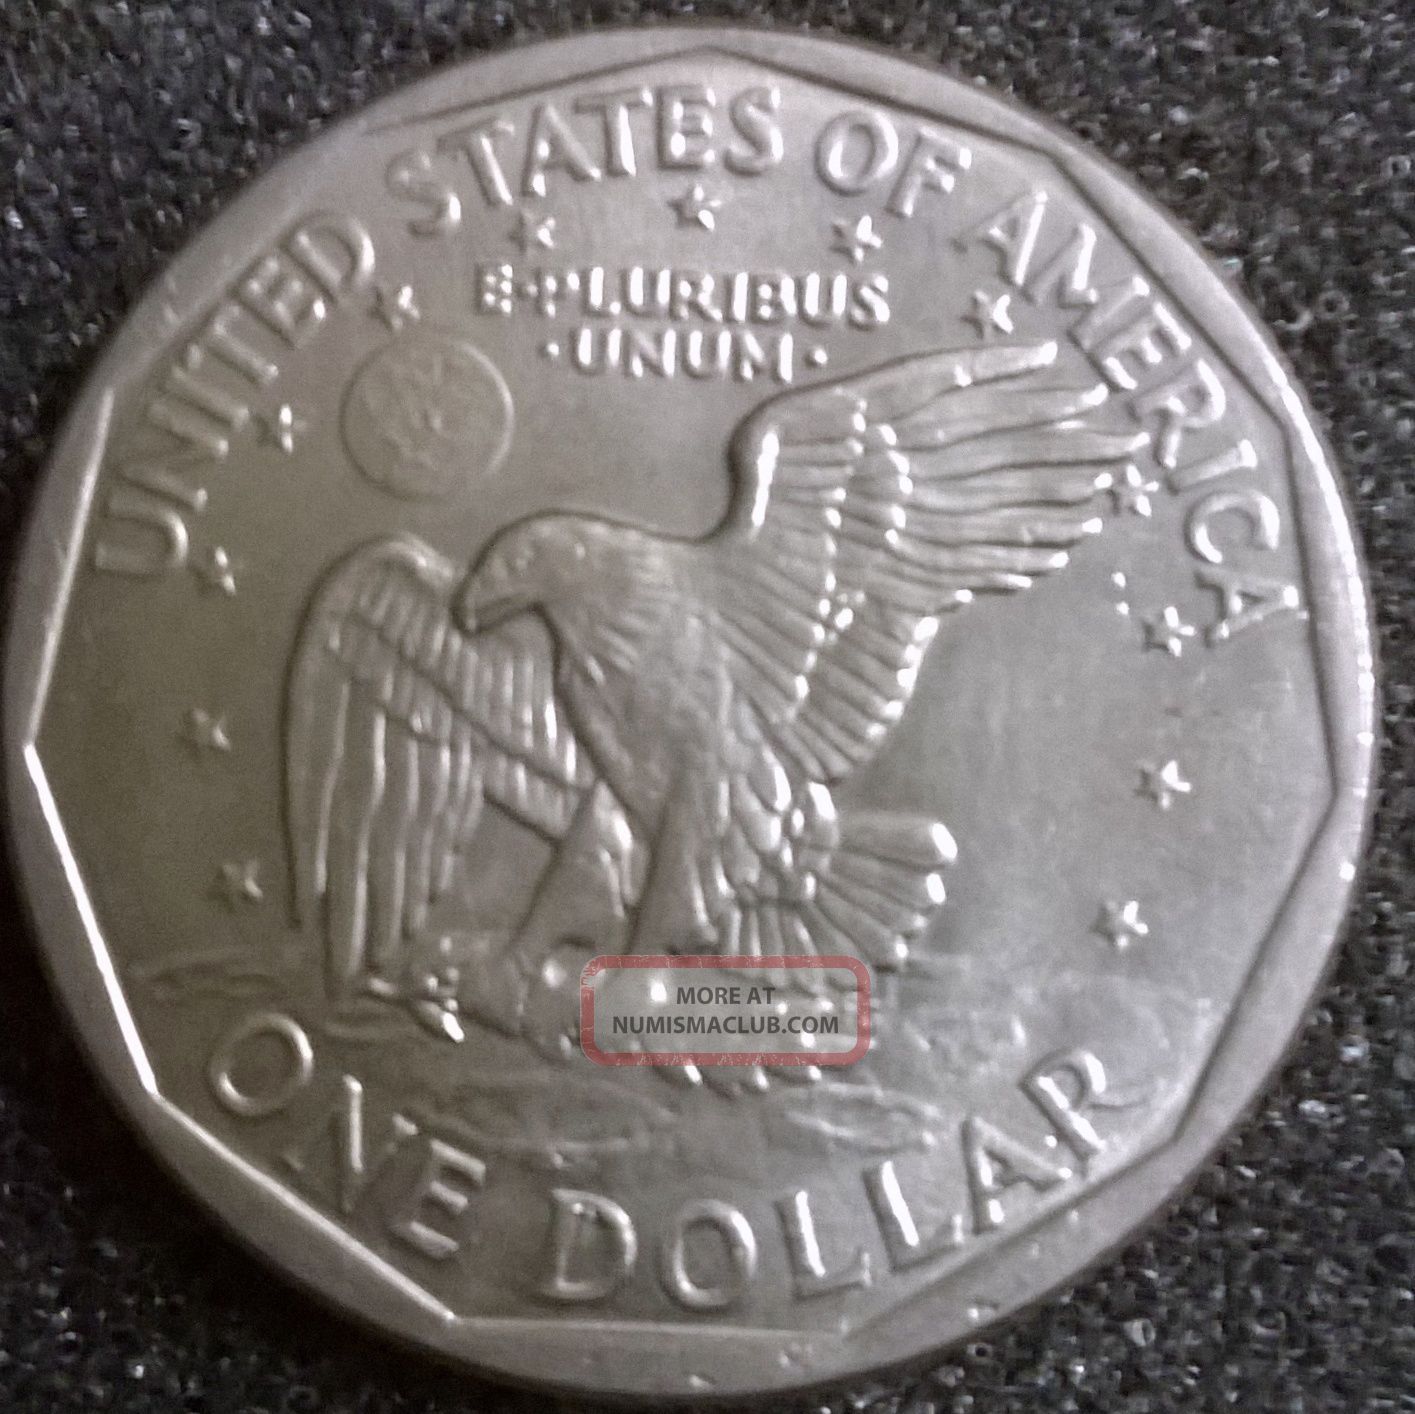 UNITED STATES OF AMERICA
E·PLURIBUS
·UNUM·
MORE AT
NUMISMACLUB.COM
ONE DOLLAR